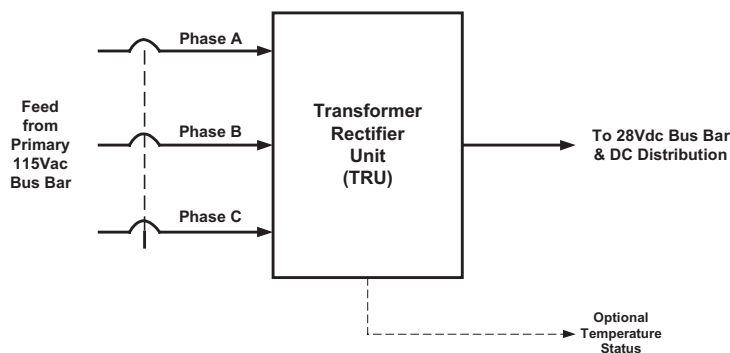 Phase A
Feed
from
Primary
115Vac
Bus Bar
Phase B
Phase C
Transformer
Rectifier
Unit
(TRU)
To 28Vdc Bus Bar
& DC Distribution
Optional
Temperature
Status